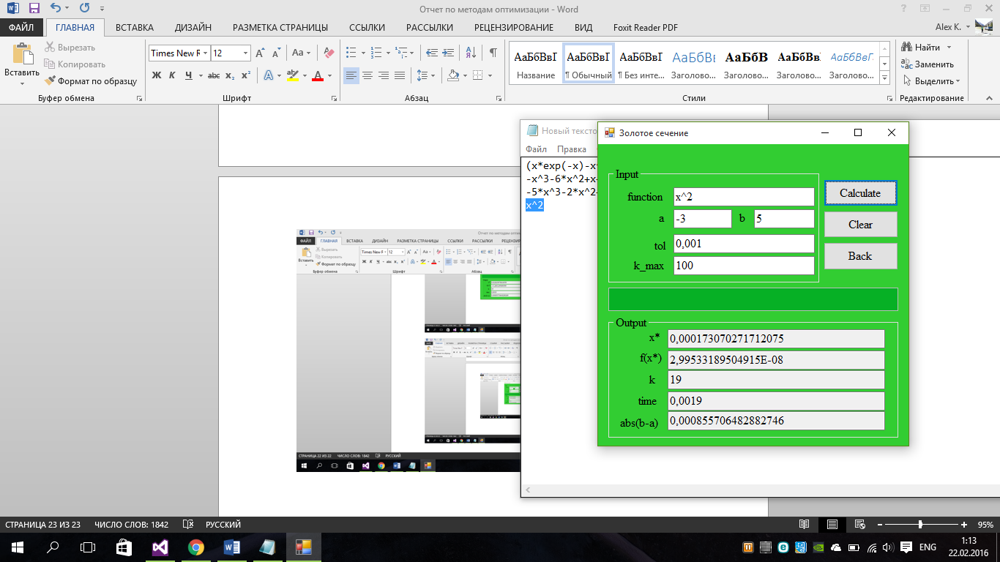 Отчет по методам оптимизации - Word
ФАЙЛ ГЛАВНАЯ ВСТАВКА ДИЗАЙН РАЗМЕТКА СТРАНИЦЫ ССЫЛКИ РАССЫЛКИ РЕЦЕНЗИРОВАНИЕ ВИД Foxit Reader PDF Alex K.
Вставить
Вырезать
Копировать
Формат по образцу
Буфер обмена
Times New R 12
Ж К Ч abc x₂ x²
Шрифт
Абзац
АаБбВвГ АаБбВвГ АаБбВвГ АаБбВ АаБбВ АаБбВ АаБбВвГ
Название ¶ Обычный ¶ Без инте... Заголово... Заголово... Заголово... Заголово...
Стили
Найти
Заменить
Выделить
Редактирование
Новый тексто
Файл Правка
(x*exp(-x)-x
-x^3-6*x^2+x
-5*x^3-2*x^2
x^2
Золотое сечение
Input
function x^2
a -3 b 5
tol 0,001
k_max 100
Calculate
Clear
Back
Output
x* 0,000173070271712075
f(x*) 2,99533189504915E-08
k 19
time 0,0019
abs(b-a) 0,000855706482882746
ФАЙЛ ГЛАВНАЯ ВСТАВКА ДИЗАЙН РАЗМЕТКА СТРАНИЦЫ ССЫЛКИ РАССЫЛКИ
Вставить
Вырезать
Копировать
Формат по образцу
Буфер обмена
Times New R 12
Шрифт
Абзац
СТРАНИЦА 22 ИЗ 22 ЧИСЛО СЛОВ: 1842 РУССКИЙ
СТРАНИЦА 23 ИЗ 23 ЧИСЛО СЛОВ: 1842 РУССКИЙ 95%
ENG
1:13
22.02.2016